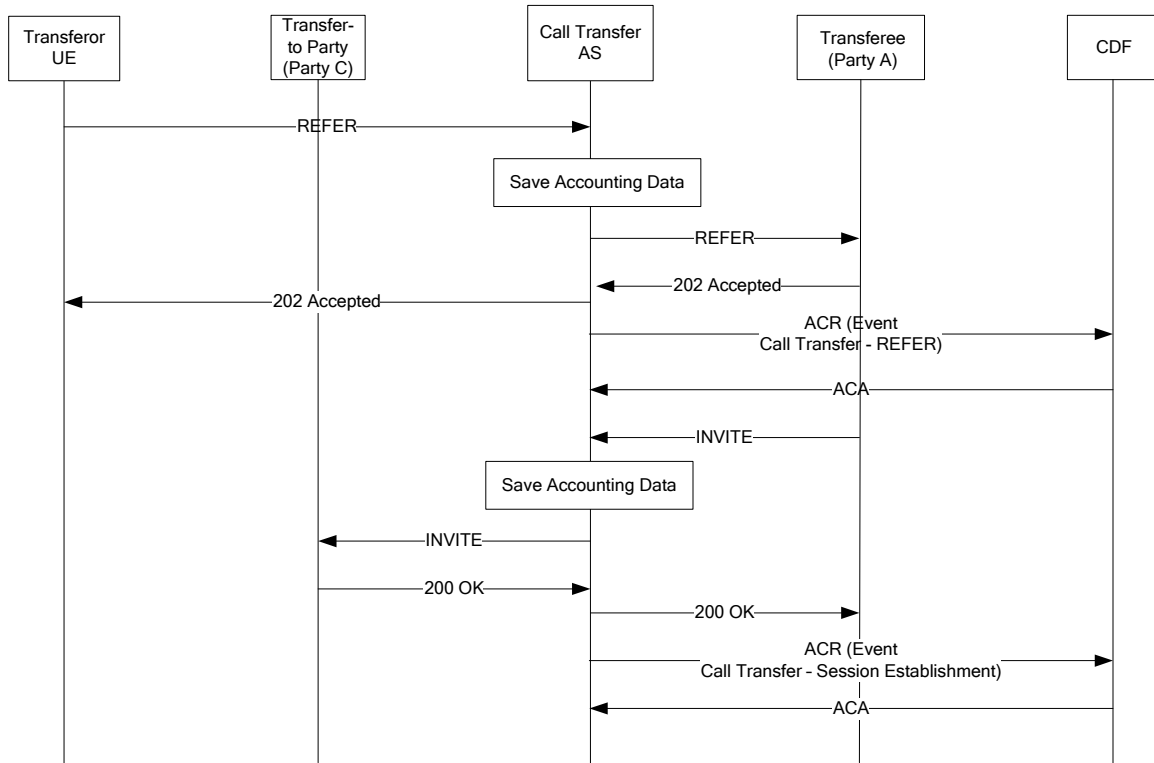 Transferor
UE
Transfer-
to Party
(Party C)
Call Transfer
AS
Transferee
(Party A)
CDF
REFER
Save Accounting Data
REFER
202 Accepted
202 Accepted
ACR (Event
Call Transfer - REFER)
ACA
INVITE
Save Accounting Data
INVITE
200 OK
200 OK
ACR (Event
Call Transfer – Session Establishment)
ACA